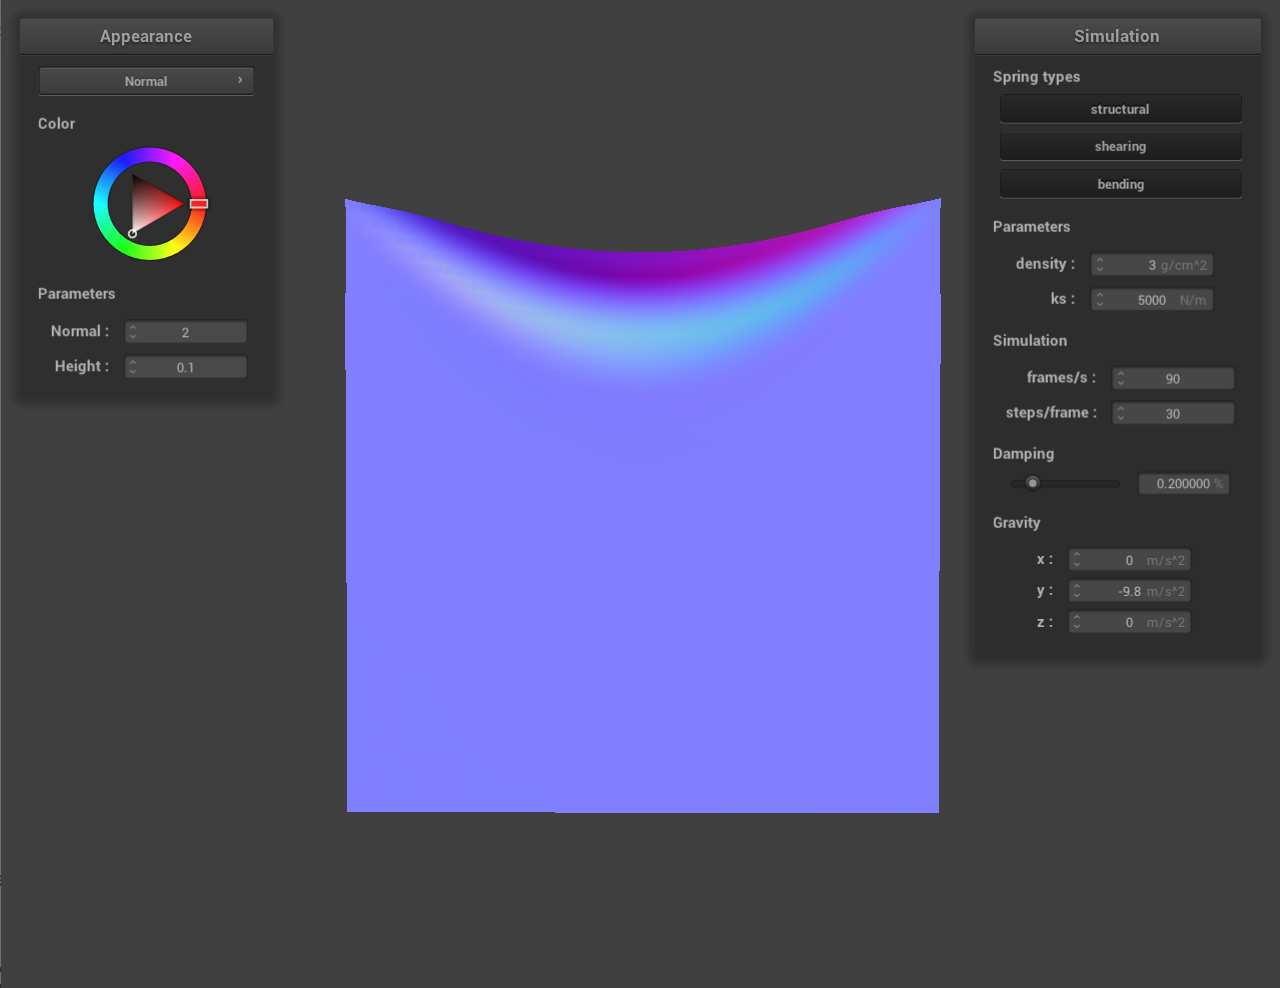 Appearance
Normal
Color
Parameters
Normal : 2
Height : 0.1
Simulation
Spring types
structural
shearing
bending
Parameters
density : 3 g/cm^2
ks : 5000 N/m
Simulation
frames/s : 90
steps/frame : 30
Damping
0.200000 %
Gravity
x : 0 m/s^2
y : -9.8 m/s^2
z : 0 m/s^2